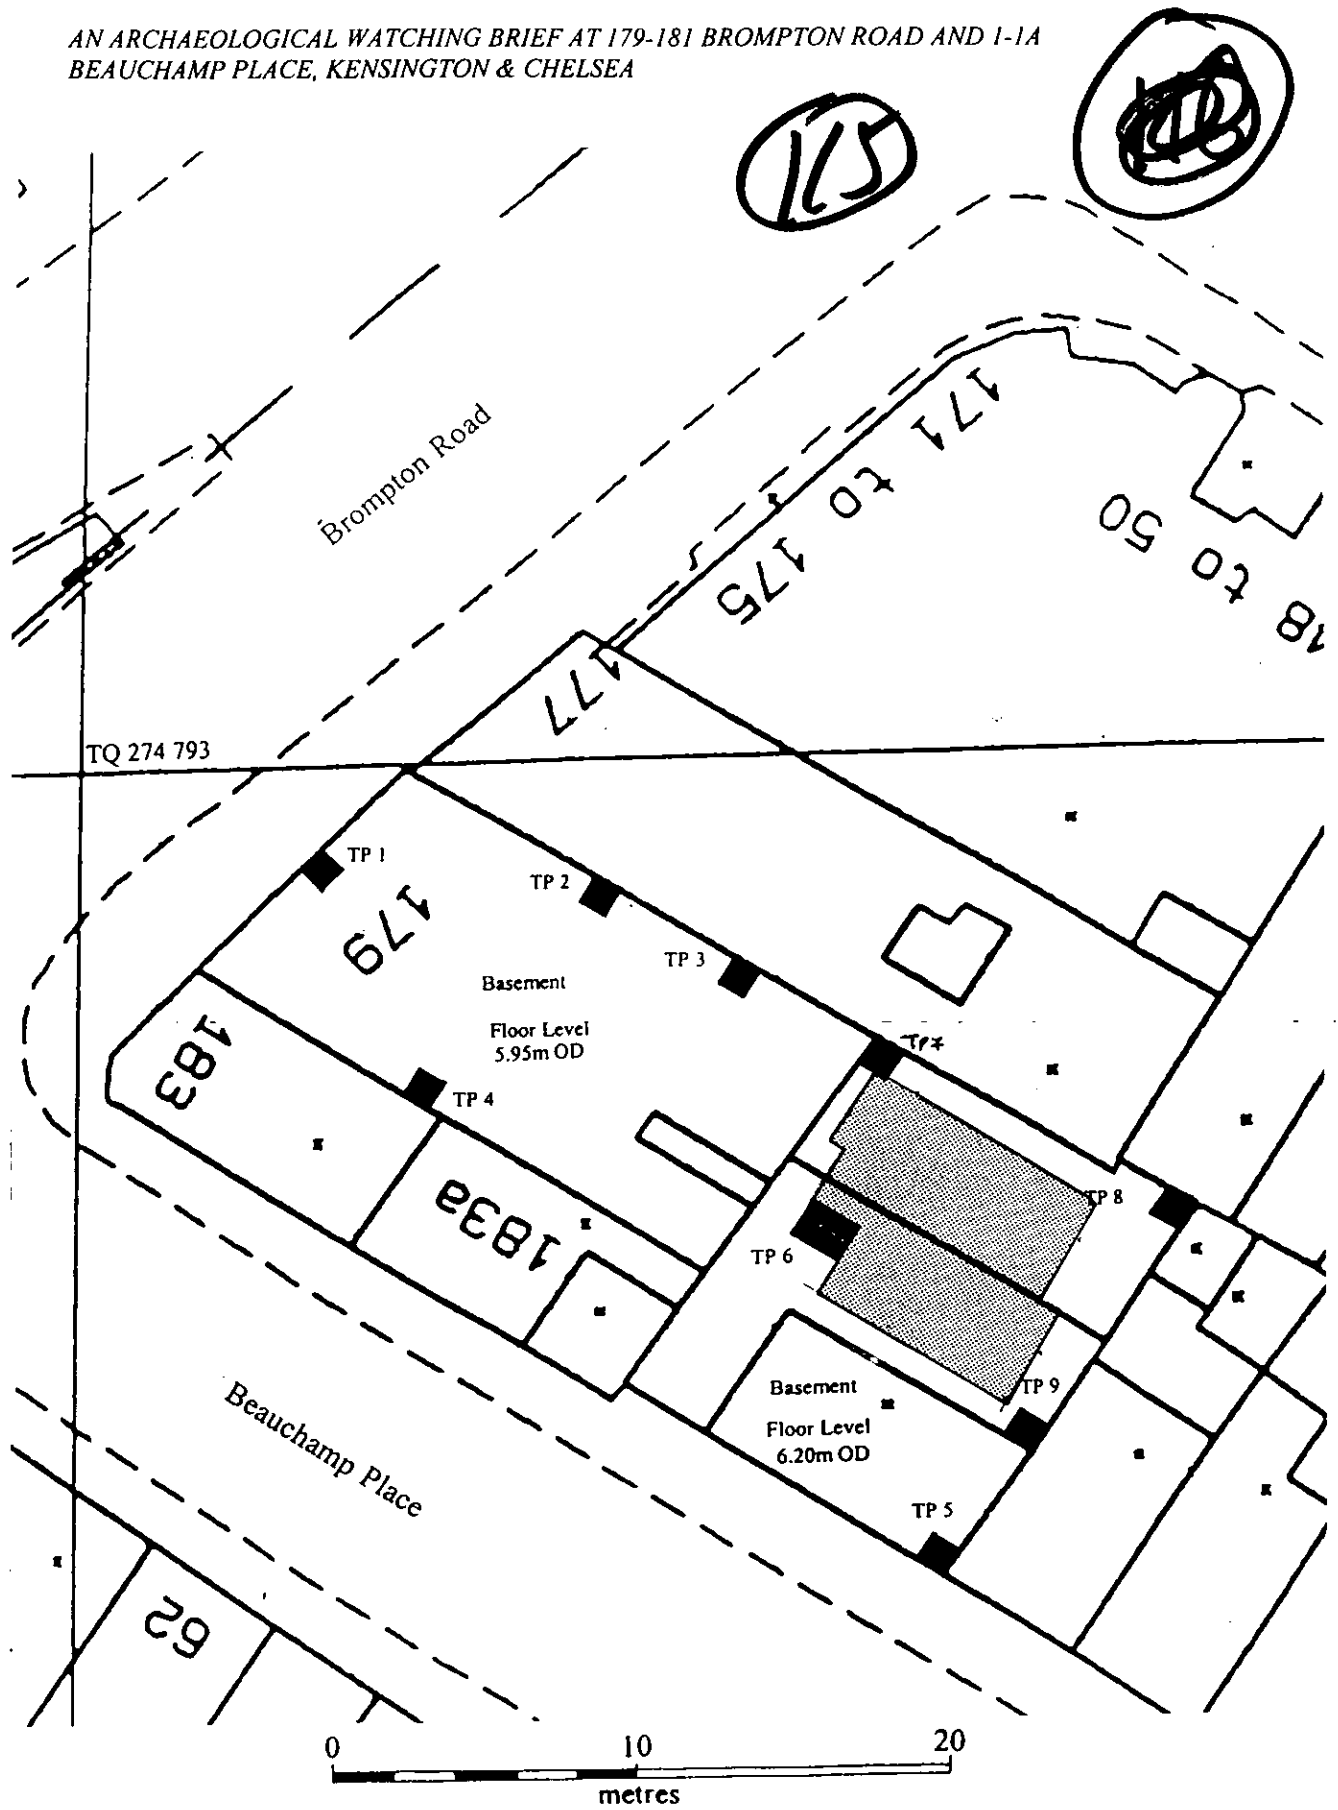 AN ARCHAEOLOGICAL WATCHING BRIEF AT 179-181 BROMPTON ROAD AND 1-1A
BEAUCHAMP PLACE, KENSINGTON & CHELSEA
Brompton Road
171 to 175
48 to 50
177
TQ 274 793
TP 1
TP 2
179
TP 3
Basement
Floor Level
5.95m OD
TP7
183
TP 4
183a
TP 8
TP 6
Basement
Floor Level
6.20m OD
TP 9
Beauchamp Place
TP 5
62
0 10 20
metres